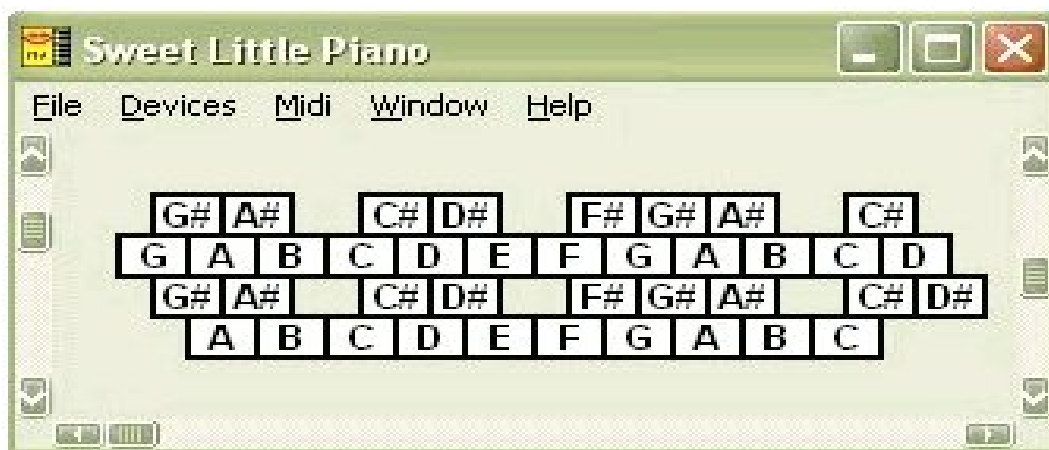 Sweet Little Piano
File Devices Midi Window Help
G# A# C# D# F# G# A# C#
G A B C D E F G A B C D
G# A# C# D# F# G# A# C# D#
A B C D E F G A B C